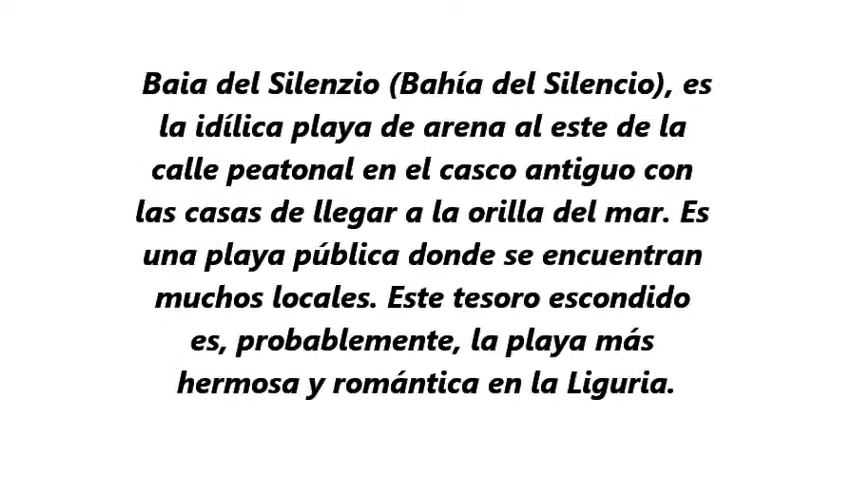 Baia del Silenzio (Bahía del Silencio), es
la idílica playa de arena al este de la
calle peatonal en el casco antiguo con
las casas de llegar a la orilla del mar. Es
una playa pública donde se encuentran
muchos locales. Este tesoro escondido
es, probablemente, la playa más
hermosa y romántica en la Liguria.